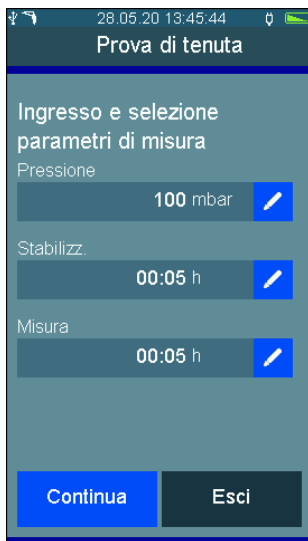 28.05.20 13:45:44
Prova di tenuta
Ingresso e selezione
parametri di misura
Pressione
100 mbar
Stabilizz.
00:05 h
Misura
00:05 h
Continua Esci